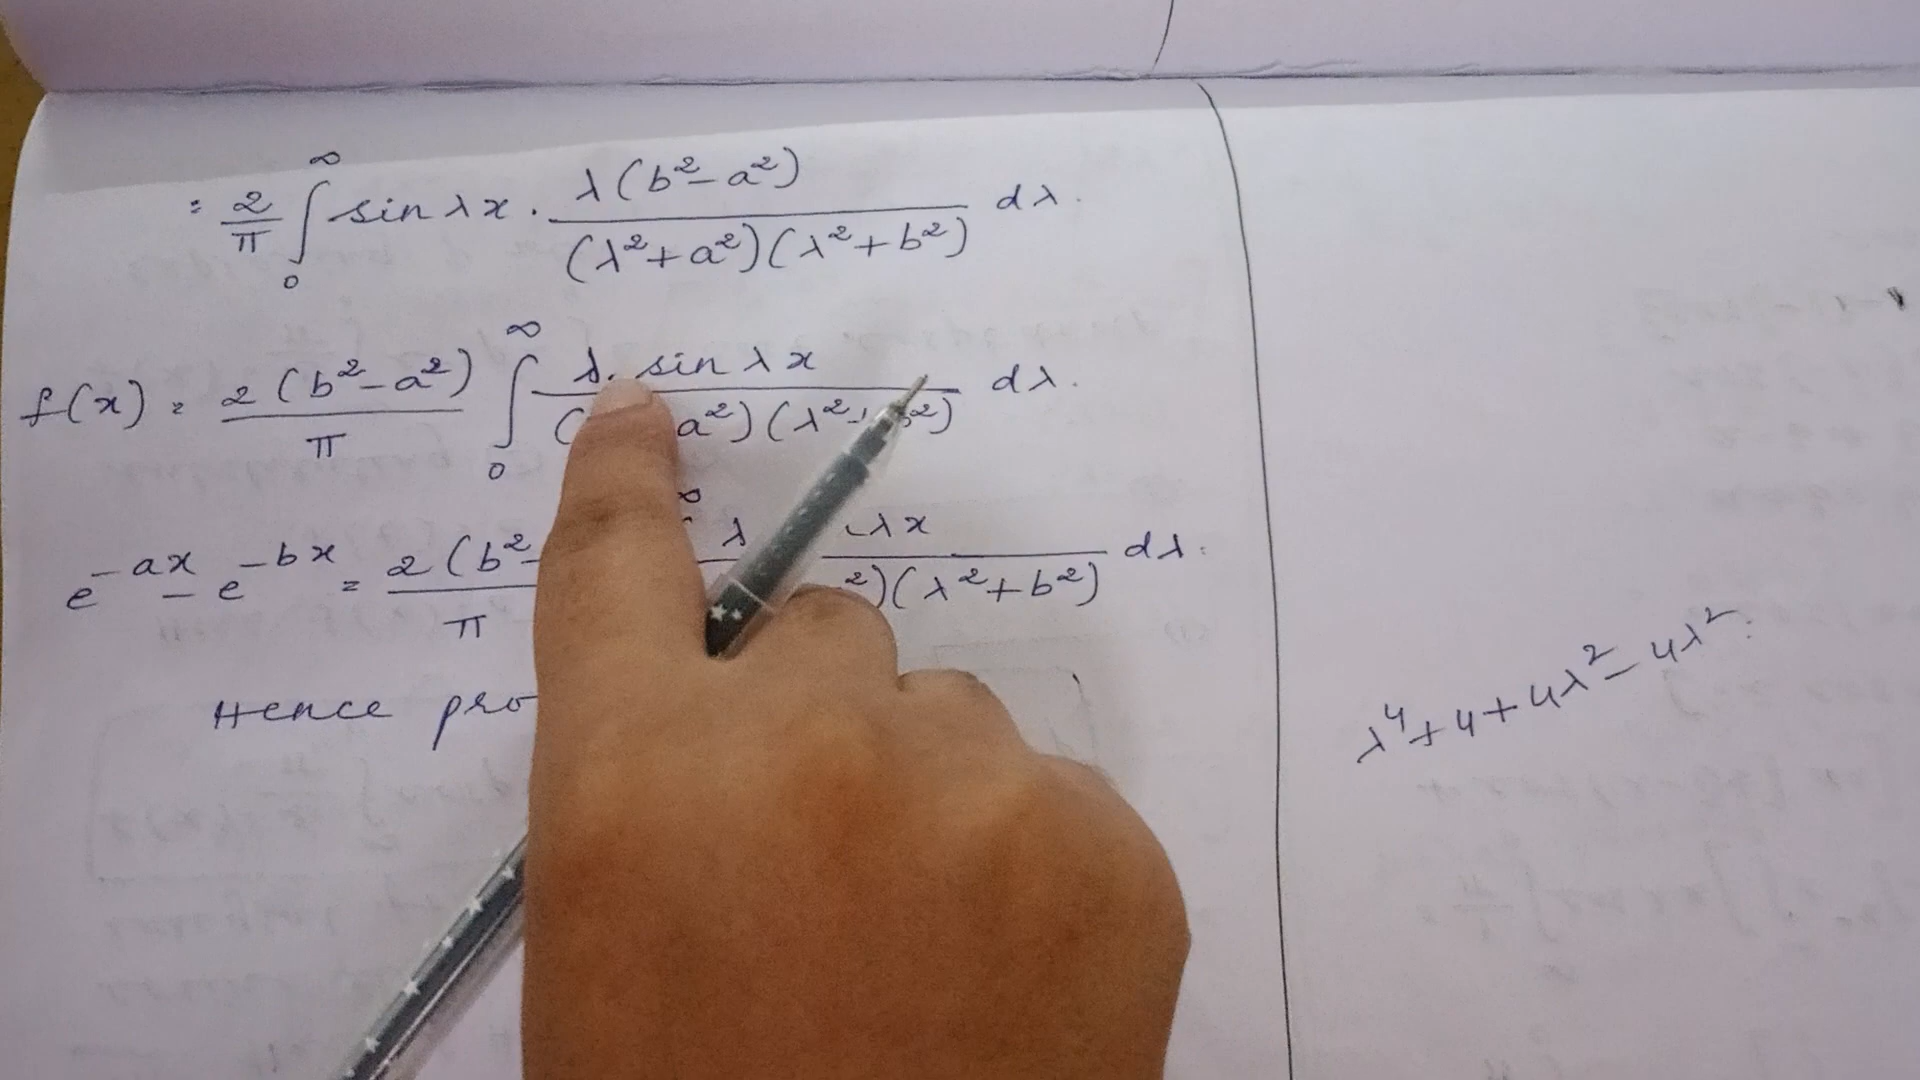 = 2/π ∫₀^∞ sin λx · λ(b²-a²)/(λ²+a²)(λ²+b²) dλ.
f(x) = 2(b²-a²)/π ∫₀^∞ λ. sin λx/( a²)(λ² b²) dλ.
e^-ax - e^-bx = 2(b²- /π ∞ λ λx/ ²)(λ²+b²) dλ.
Hence pro
λ⁴+4+4λ²-4λ²